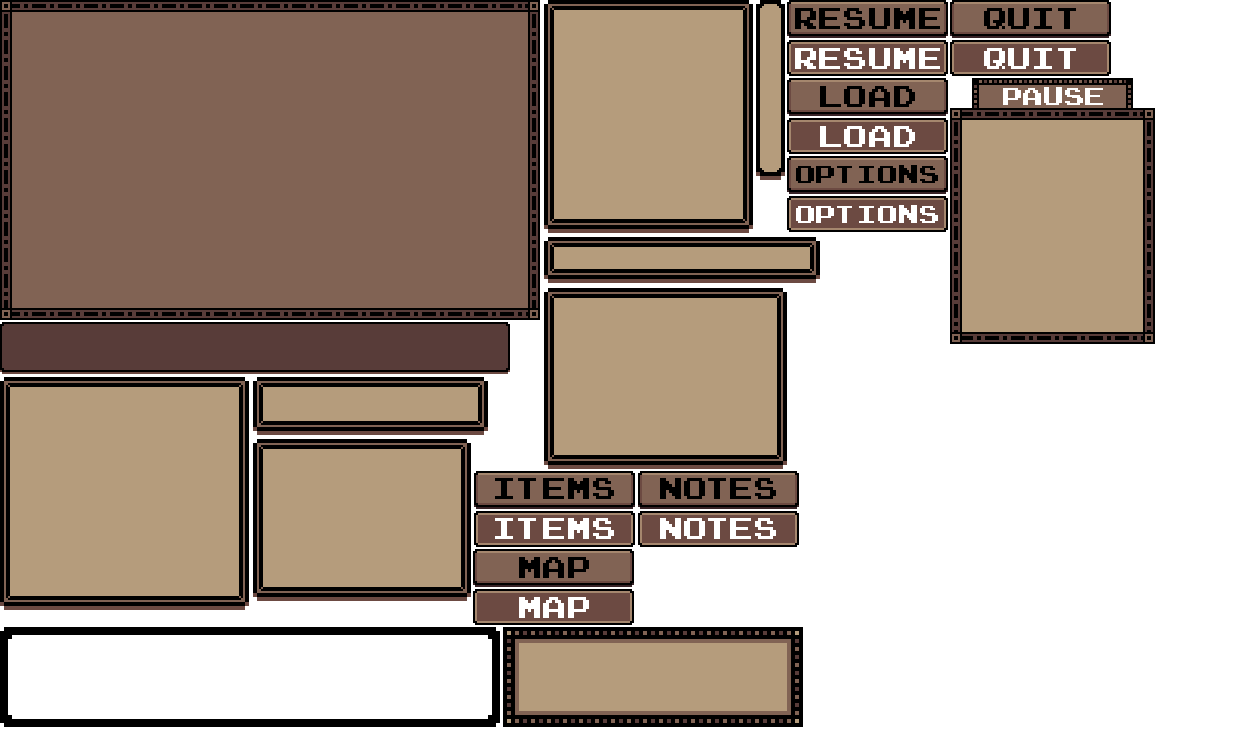 RESUME QUIT
RESUME QUIT
LOAD PAUSE
LOAD
OPTIONS
OPTIONS
ITEMS NOTES
ITEMS NOTES
MAP
MAP